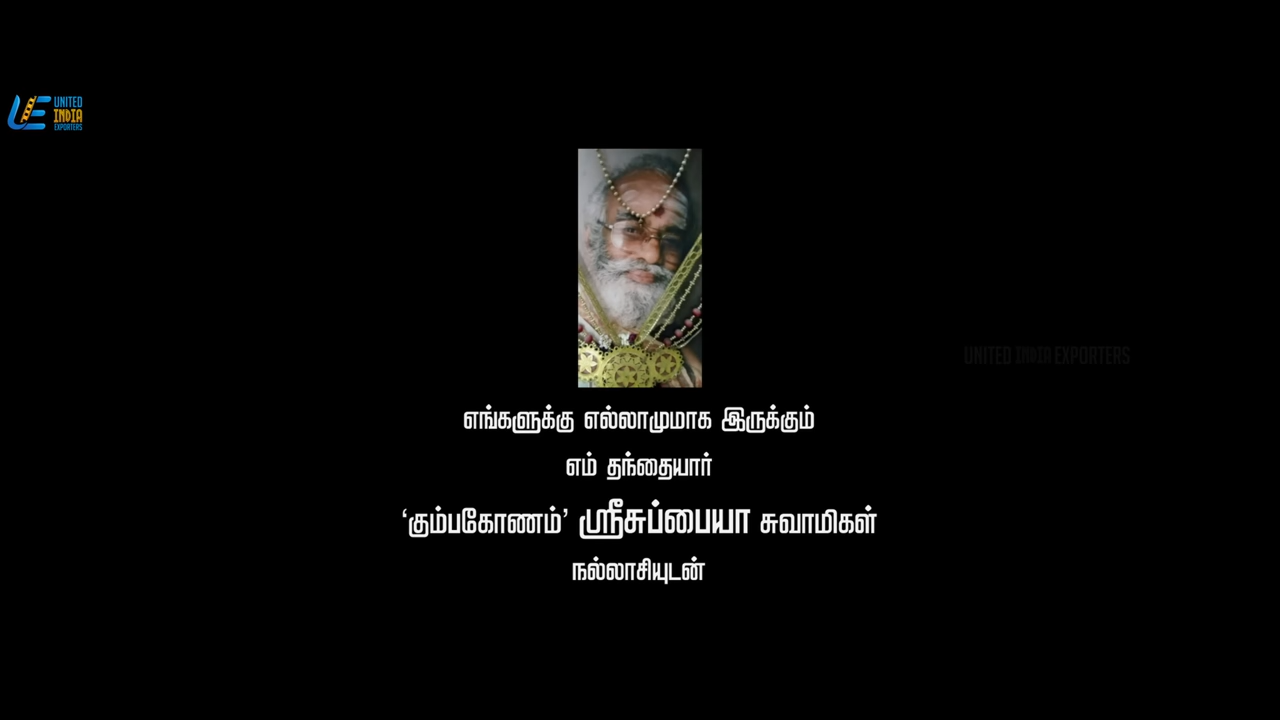 UNITED
INDIA
EXPORTERS
UNITED INDIA EXPORTERS
எங்களுக்கு எல்லாமுமாக இருக்கும்
எம் தந்தையார்
‘கும்பகோணம்’ ஸ்ரீசுப்பையா சுவாமிகள்
நல்லாசியுடன்